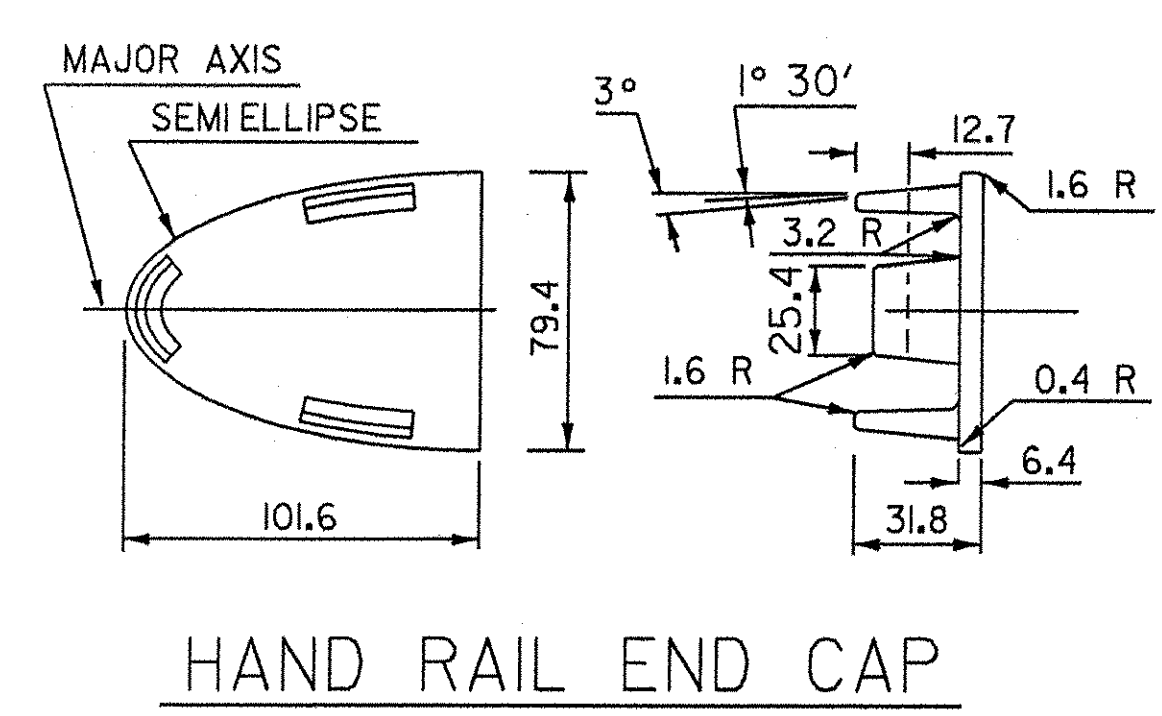 MAJOR AXIS
SEMI ELLIPSE
3° 1° 30′
12.7
1.6 R
3.2 R
25.4
79.4
1.6 R
0.4 R
6.4
101.6
31.8
HAND RAIL END CAP